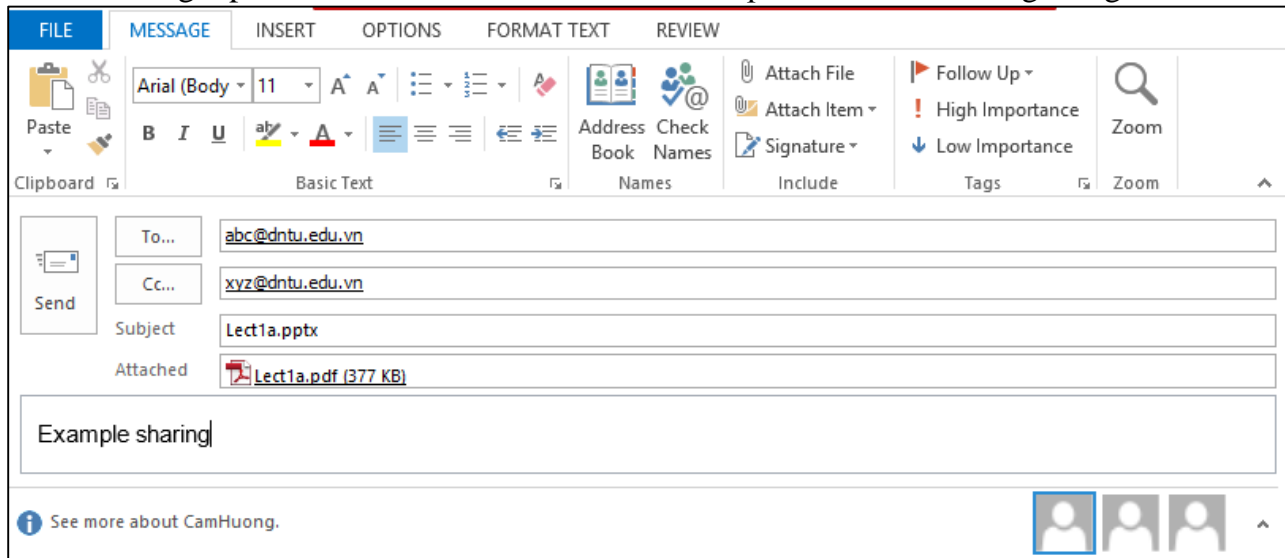 FILE MESSAGE INSERT OPTIONS FORMAT TEXT REVIEW
Paste
Clipboard
Arial (Body 11 A A
B I U aby A
Basic Text
Address Book
Check Names
Names
Attach File
Attach Item
Signature
Include
Follow Up
High Importance
Low Importance
Tags
Zoom
Zoom
Send
To... abc@dntu.edu.vn
Cc... xyz@dntu.edu.vn
Subject Lect1a.pptx
Attached Lect1a.pdf (377 KB)
Example sharing
See more about CamHuong.